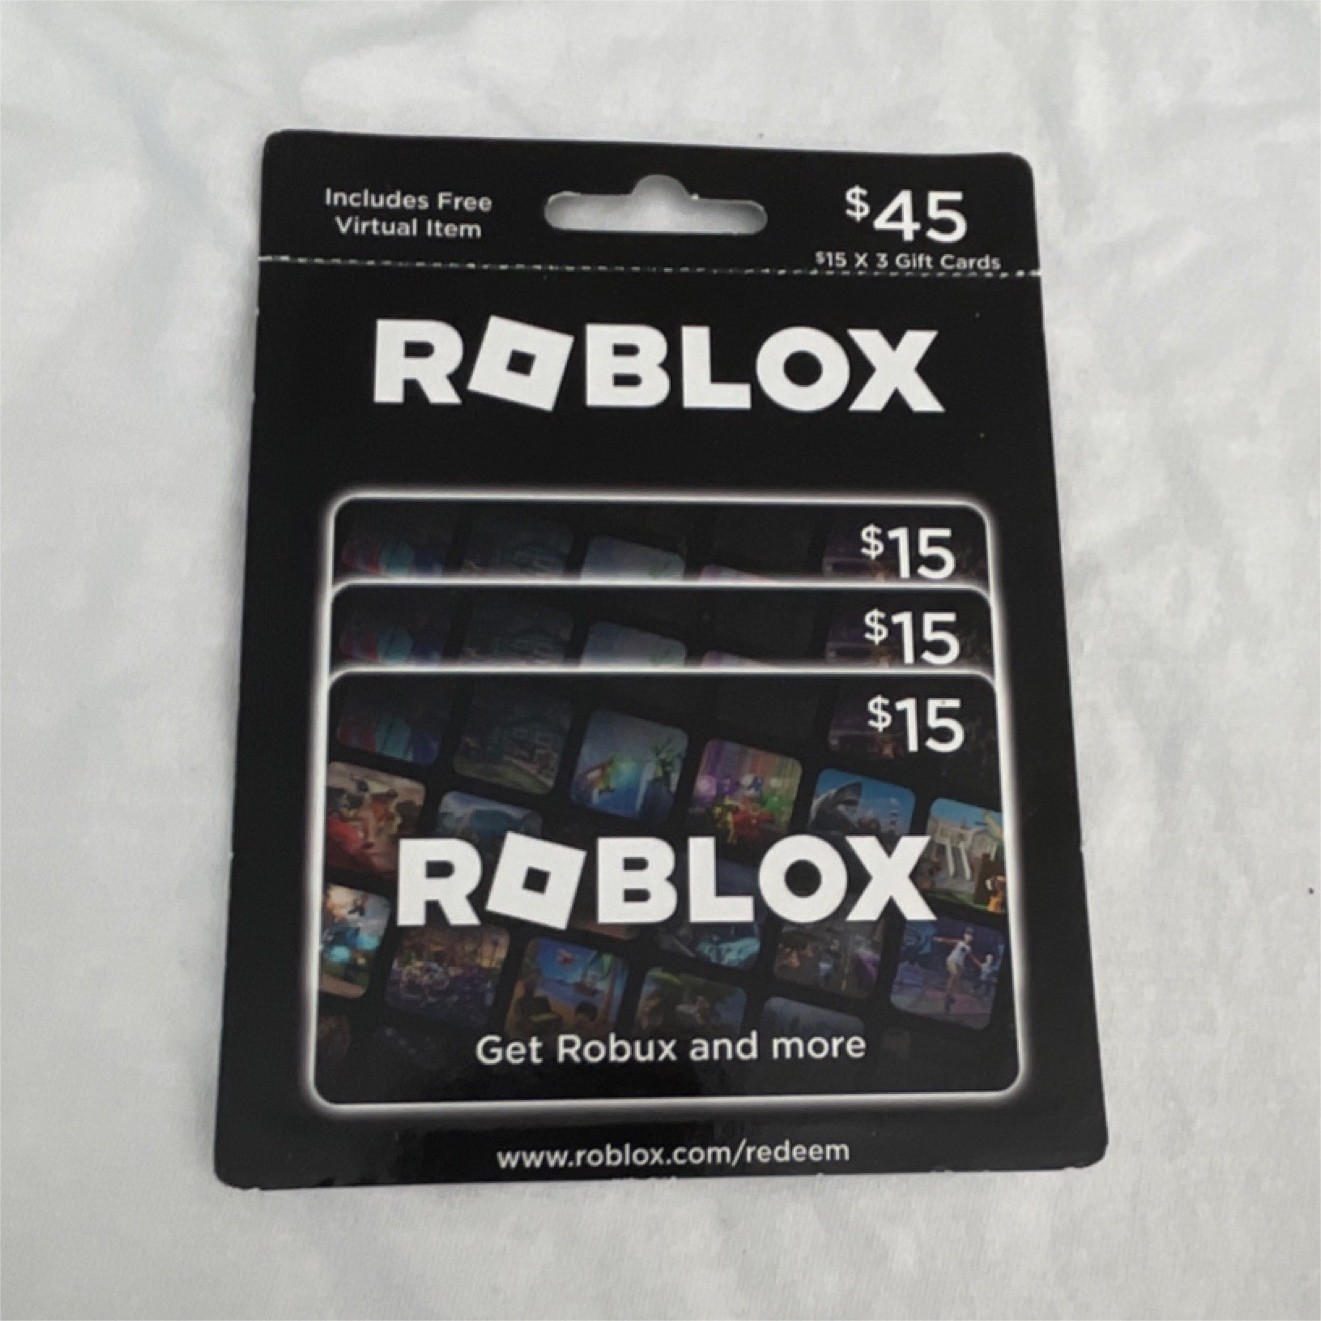 Includes Free
Virtual Item
$45
$15 X 3 Gift Cards
ROBLOX
$15
$15
$15
ROBLOX
Get Robux and more
www.roblox.com/redeem